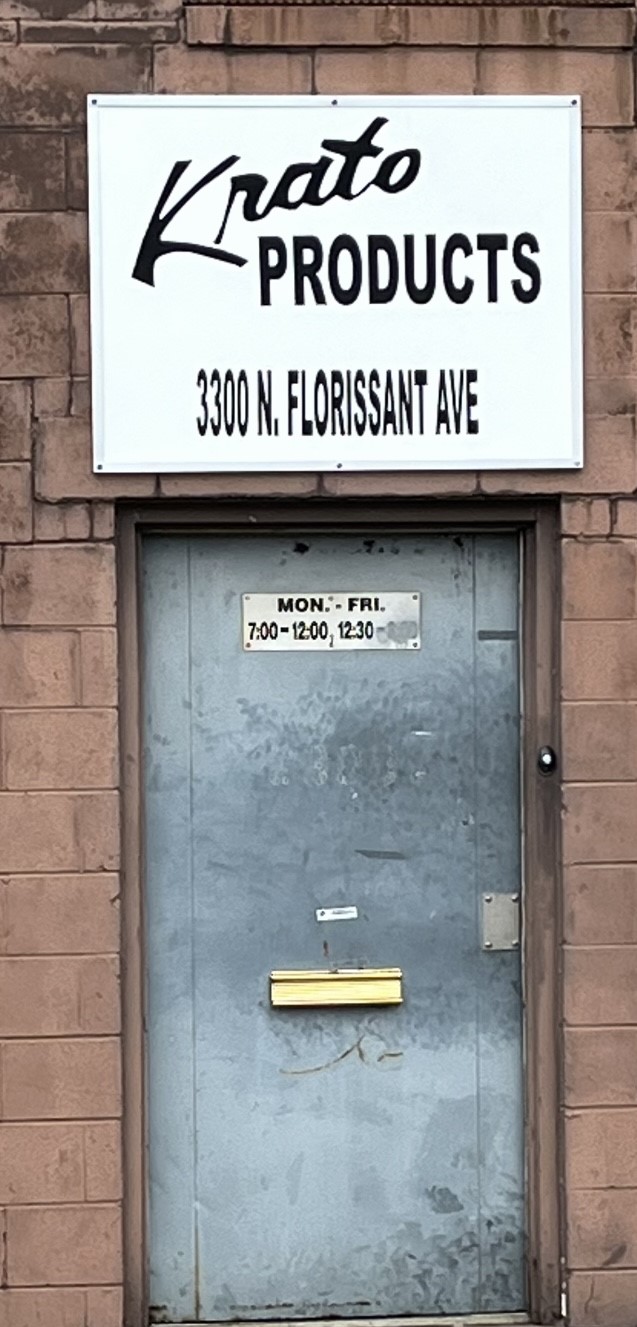 Krato
PRODUCTS
3300 N. FLORISSANT AVE
MON. - FRI.
7:00-12:00, 12:30-